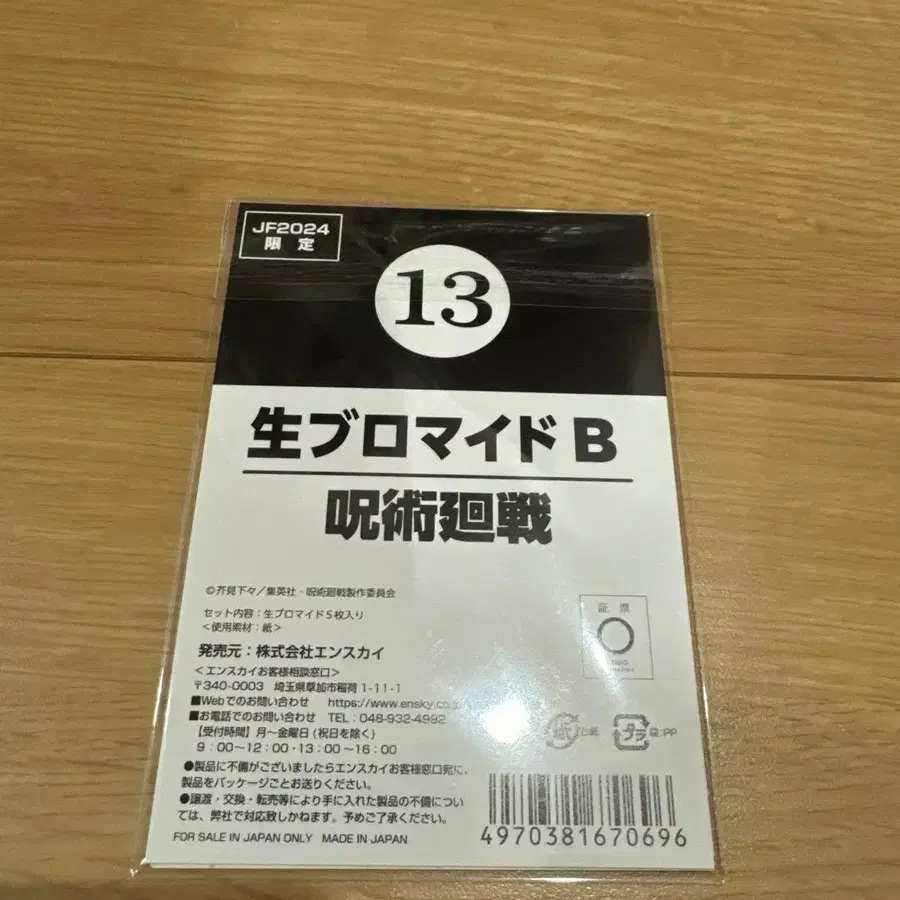 JF2024
限 定
13
生ブロマイド B
呪術廻戦
©芥見下々／集英社・呪術廻戦製作委員会
セット内容：生ブロマイド5枚入り
＜使用素材：紙＞
発売元：株式会社エンスカイ
＜エンスカイお客様相談窓口＞
〒340-0003 埼玉県草加市稲荷 1-11-1
■Webでのお問い合わせ https://www.ensky.co.jp
■お電話でのお問い合わせ TEL：048-932-4992
【受付時間】月～金曜日(祝日を除く)
9：00～12：00・13：00～16：00
●製品に不備がございましたらエンスカイお客様窓口宛に、
製品をパッケージごとお送りください。
●譲渡・交換・転売等により手に入れた製品の不備につい
ては、弊社で対応致しかねます。予めご了承ください。
FOR SALE IN JAPAN ONLY MADE IN JAPAN
証 票
紙
プラ
袋:PP
4970381670696